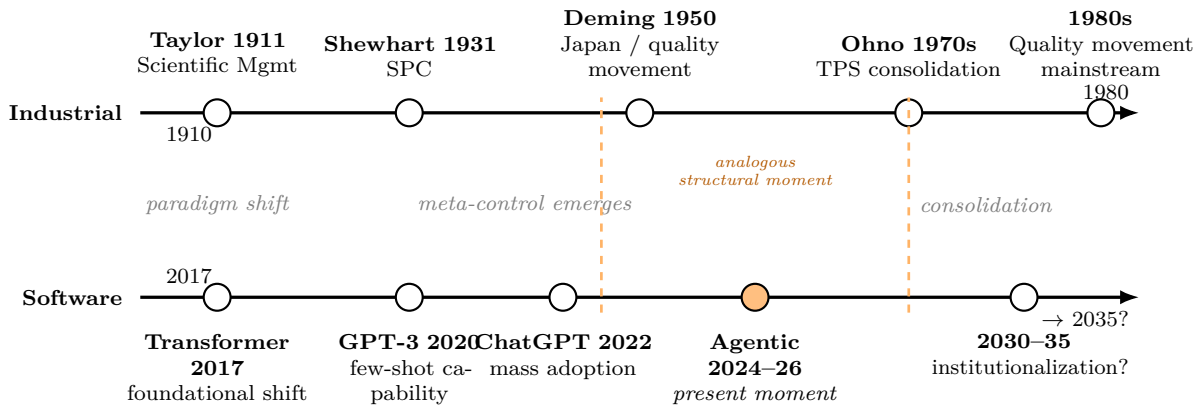 Taylor 1911
Scientific Mgmt
Shewhart 1931
SPC
Deming 1950
Japan / quality
movement
Ohno 1970s
TPS consolidation
1980s
Quality movement
mainstream
1980
Industrial
1910
analogous
structural moment
paradigm shift
meta-control emerges
consolidation
2017
Software
→ 2035?
Transformer
2017
foundational shift
GPT-3 2020
few-shot ca-
pability
ChatGPT 2022
mass adoption
Agentic
2024–26
present moment
2030–35
institutionalization?